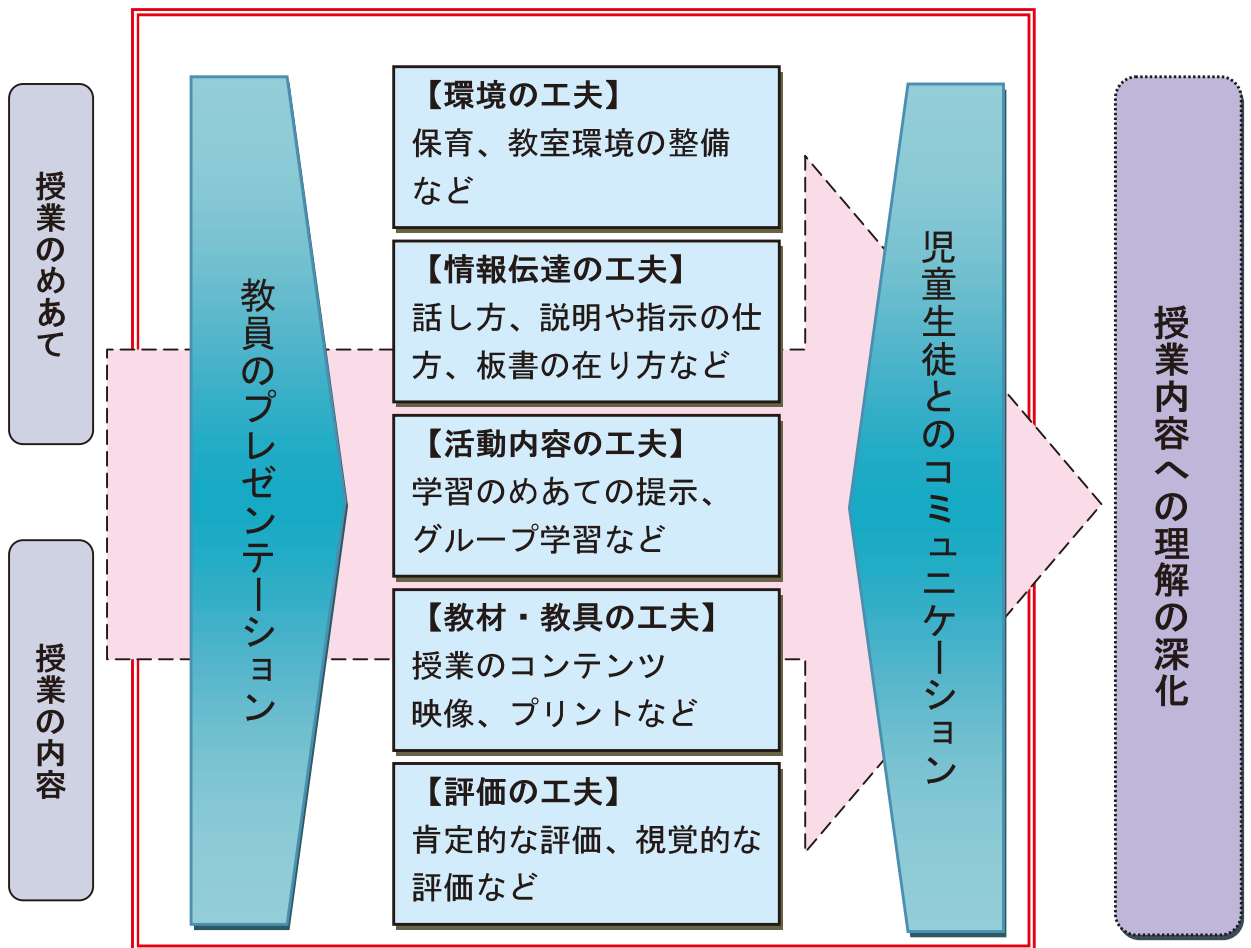 授業のめあて
授業の内容
教員のプレゼンテーション
【環境の工夫】
保育、教室環境の整備
など
【情報伝達の工夫】
話し方、説明や指示の仕
方、板書の在り方など
【活動内容の工夫】
学習のめあての提示、
グループ学習など
【教材・教具の工夫】
授業のコンテンツ
映像、プリントなど
【評価の工夫】
肯定的な評価、視覚的な
評価など
児童生徒とのコミュニケーション
授業内容への理解の深化